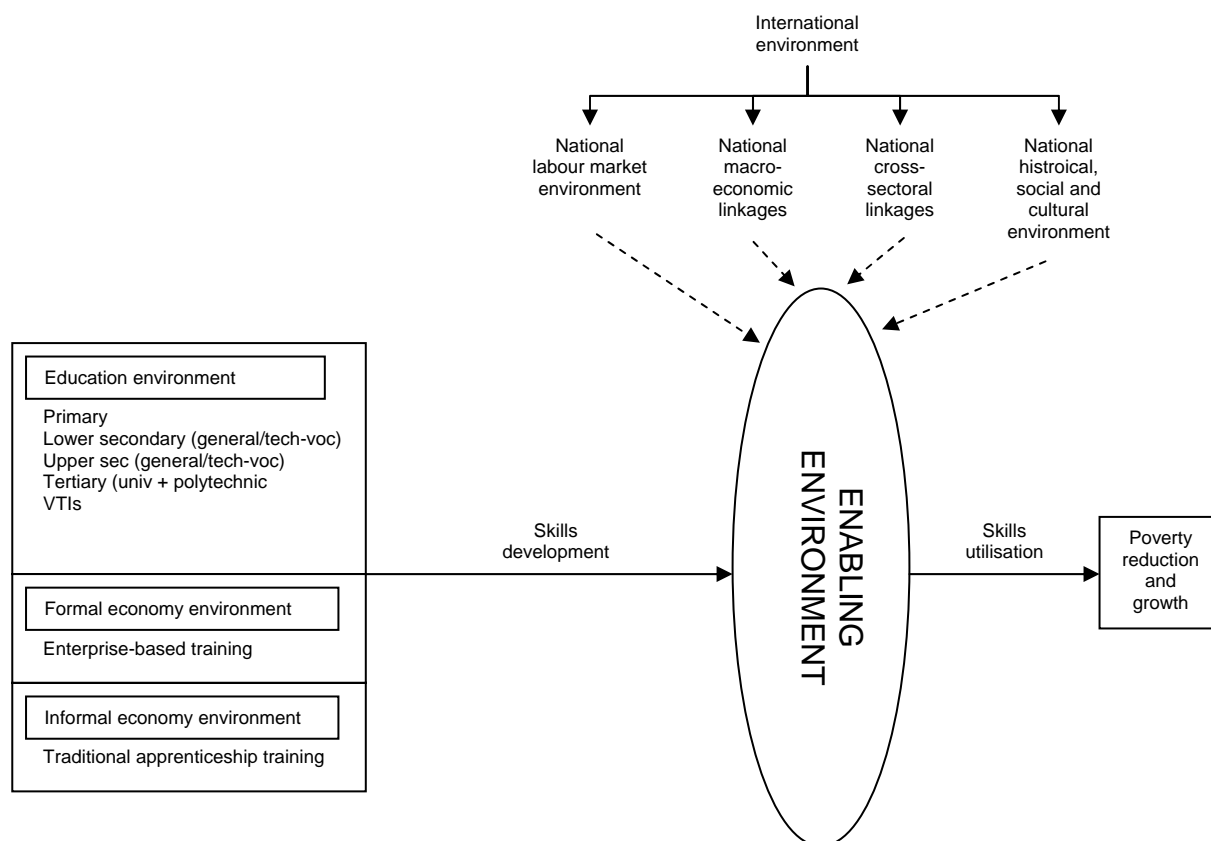 International
environment
National
labour market
environment
National
macro-
economic
linkages
National
cross-
sectoral
linkages
National
histroical,
social and
cultural
environment
Education environment
Primary
Lower secondary (general/tech-voc)
Upper sec (general/tech-voc)
Tertiary (univ + polytechnic
VTIs
Formal economy environment
Enterprise-based training
Informal economy environment
Traditional apprenticeship training
Skills
development
ENABLING
ENVIRONMENT
Skills
utilisation
Poverty
reduction
and
growth